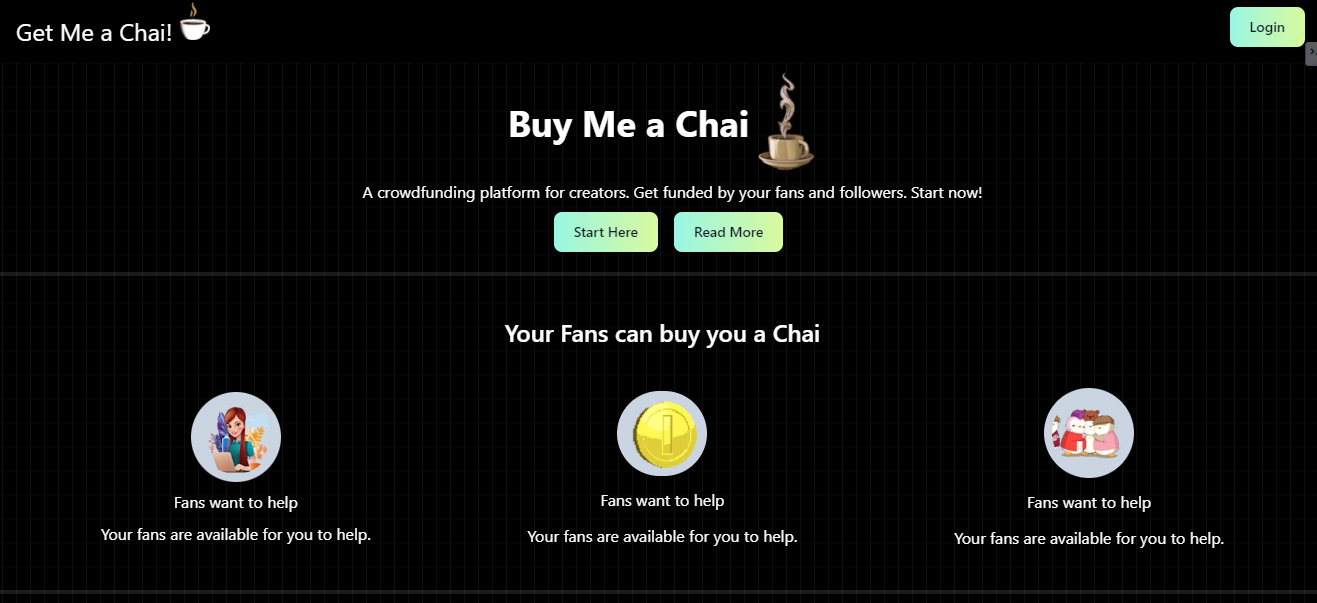 Get Me a Chai!
Login
Buy Me a Chai
A crowdfunding platform for creators. Get funded by your fans and followers. Start now!
Start Here
Read More
Your Fans can buy you a Chai
Fans want to help
Fans want to help
Fans want to help
Your fans are available for you to help.
Your fans are available for you to help.
Your fans are available for you to help.